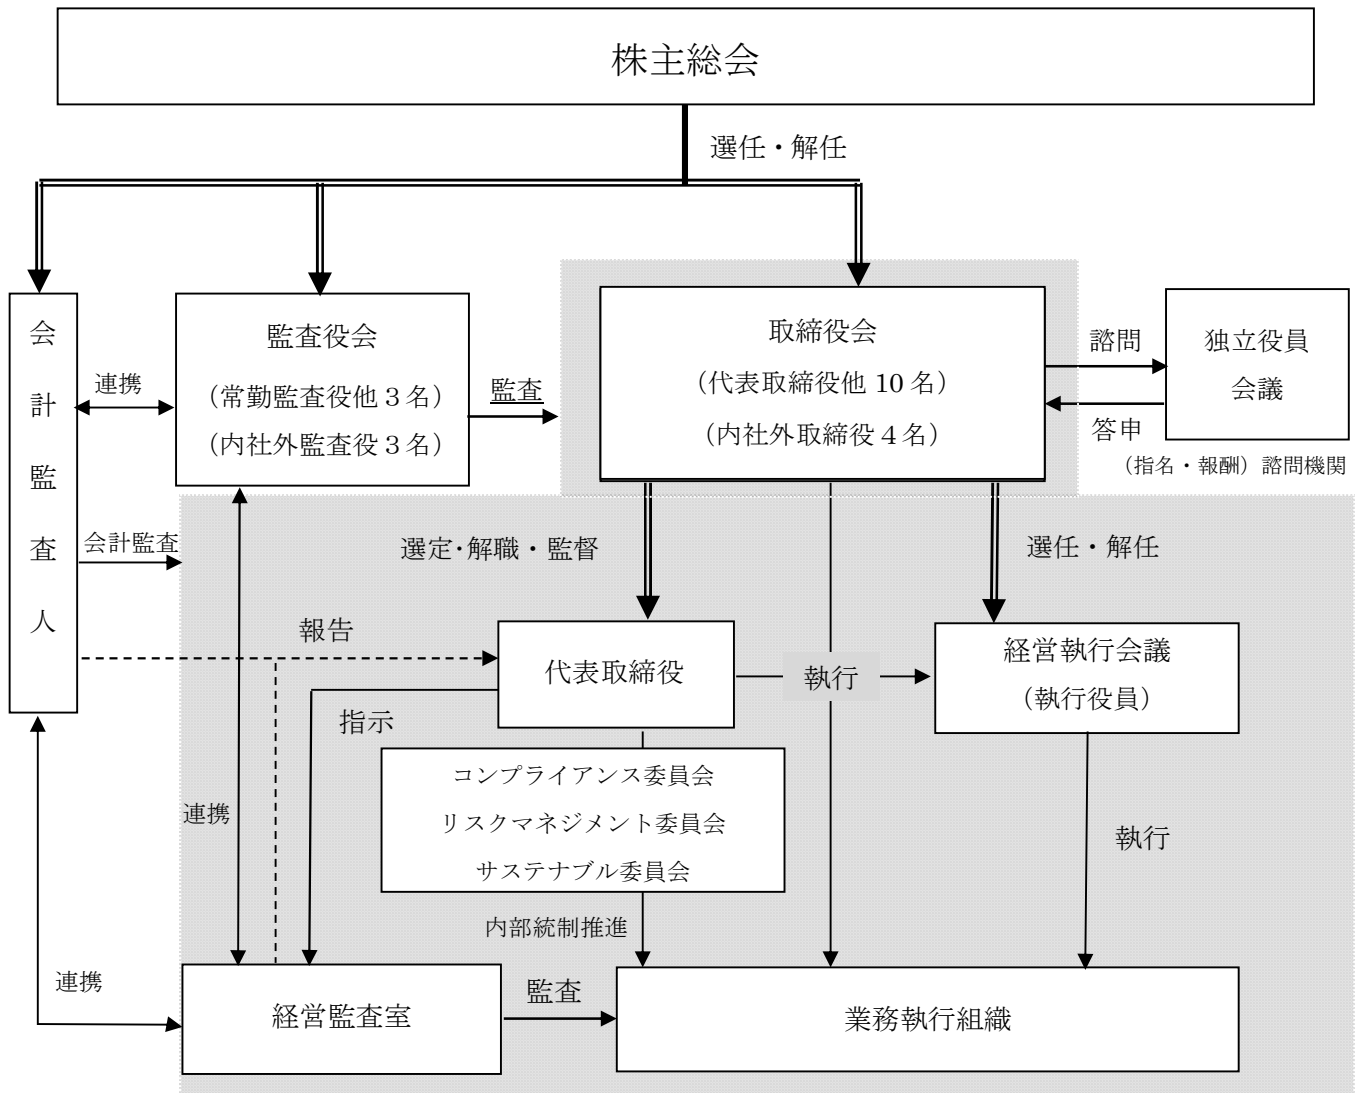 株主総会
選任・解任
会計監査人
監査役会
（常勤監査役他３名）
（内社外監査役３名）
連携
監査
取締役会
（代表取締役他 10 名）
（内社外取締役４名）
諮問
答申
独立役員
会議
（指名・報酬）諮問機関
会計監査
選定・解職・監督
選任・解任
報告
代表取締役
執行
経営執行会議
（執行役員）
指示
コンプライアンス委員会
リスクマネジメント委員会
サステナブル委員会
連携
執行
内部統制推進
連携
経営監査室
監査
業務執行組織